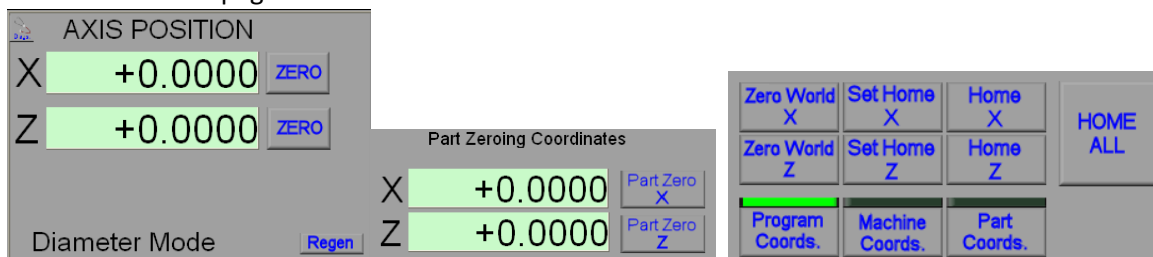 AXIS POSITION
X +0.0000 ZERO
Z +0.0000 ZERO
Diameter Mode Regen
Part Zeroing Coordinates
X +0.0000 Part Zero X
Z +0.0000 Part Zero Z
Zero World X Set Home X Home X HOME ALL
Zero World Z Set Home Z Home Z
Program Coords. Machine Coords. Part Coords.